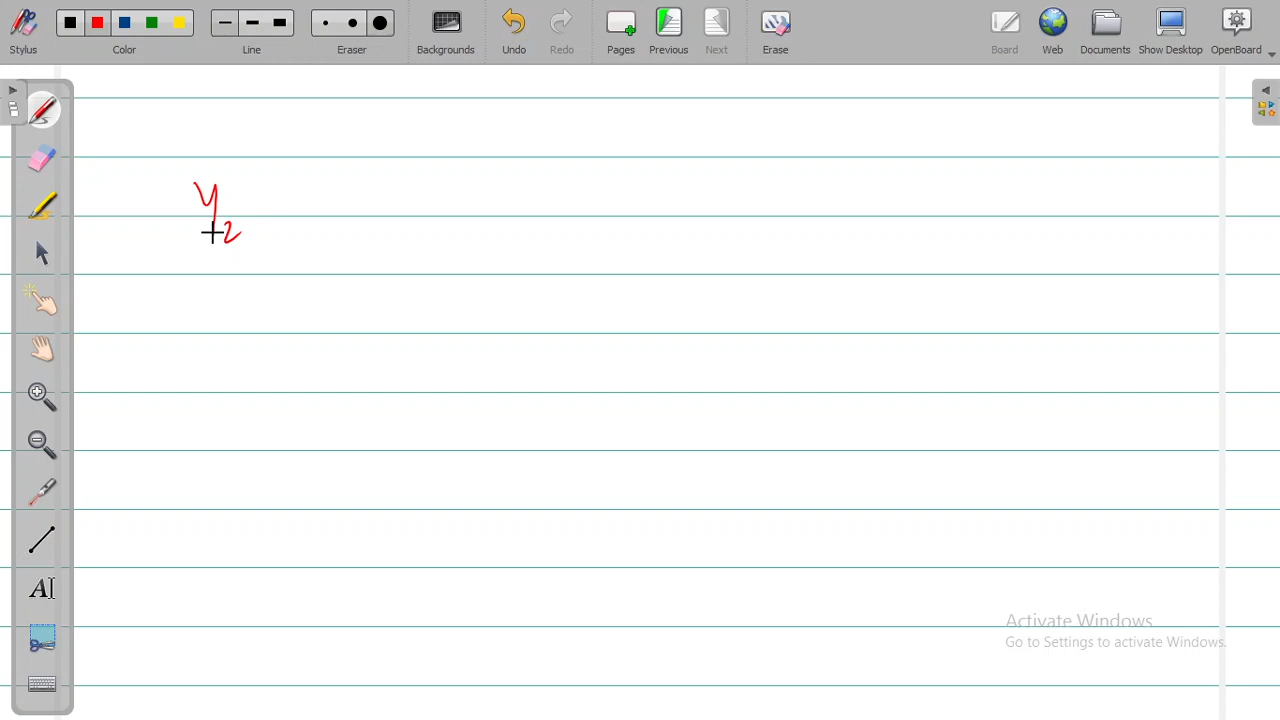 Stylus
Color
Line
Eraser
Backgrounds
Undo
Redo
Pages
Previous
Next
Erase
Board
Web
Documents
Show Desktop
OpenBoard
y₂
A
Activate Windows
Go to Settings to activate Windows.